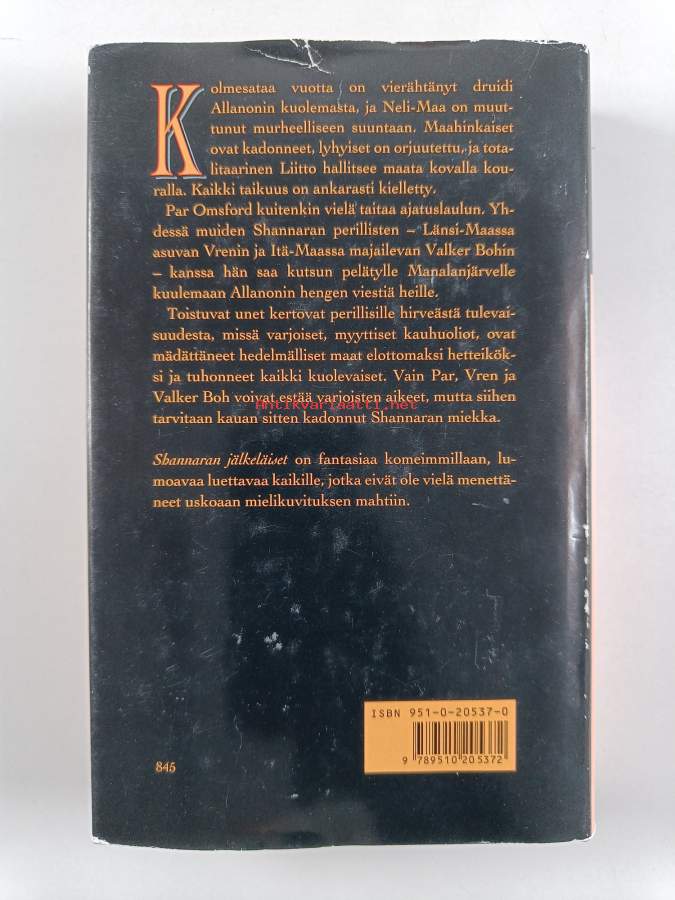 Kolmesataa vuotta on vierähtänyt druidi
Allanonin kuolemasta, ja Neli-Maa on muut-
tunut murheelliseen suuntaan. Maahinkaiset
ovat kadonneet, lyhyiset on orjuutettu, ja tota-
litaarinen Liitto hallitsee maata kovalla kou-
ralla. Kaikki taikuus on ankarasti kielletty.
Par Omsford kuitenkin vielä taitaa ajatuslaulun. Yh-
dessä muiden Shannaran perillisten – Länsi-Maassa
asuvan Vrenin ja Itä-Maassa majailevan Valker Bohin
– kanssa hän saa kutsun pelätylle Manalanjärvelle
kuulemaan Allanonin hengen viestiä heille.
Toistuvat unet kertovat perillisille hirveästä tulevai-
suudesta, missä varjoiset, myyttiset kauhuoliot, ovat
mädättäneet hedelmälliset maat elottomaksi hetteikök-
si ja tuhonneet kaikki kuolevaiset. Vain Par, Vren ja
Valker Boh voivat estää varjoisten aikeet, mutta siihen
Antikvariaatti.net
tarvitaan kauan sitten kadonnut Shannaran miekka.
Shannaran jälkeläiset on fantasiaa komeimmillaan, lu-
moavaa luettavaa kaikille, jotka eivät ole vielä menettä-
neet uskoaan mielikuvituksen mahtiin.
ISBN 951-0-20537-0
9 789510 205372
845